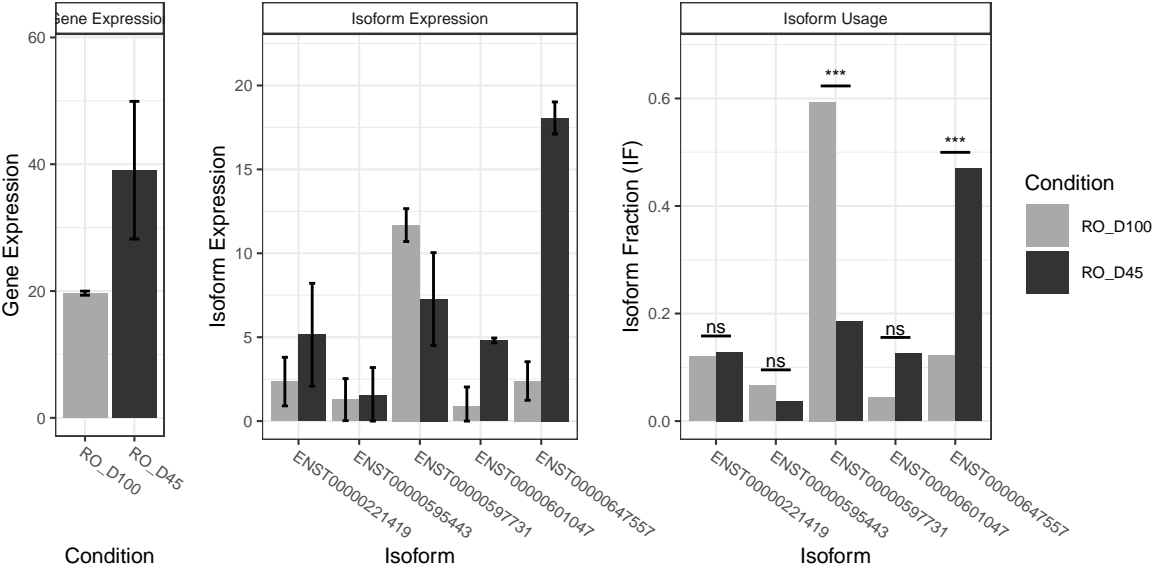 Gene Expression
Isoform Expression
Isoform Usage
Gene Expression
60
40
20
0
RO_D100
RO_D45
Condition
Isoform Expression
20
15
10
5
0
ENST00000221419
ENST00000595443
ENST00000597731
ENST00000601047
ENST00000647557
Isoform
Isoform Fraction (IF)
0.6
0.4
0.2
0.0
ns
ns
***
ns
***
ENST00000221419
ENST00000595443
ENST00000597731
ENST00000601047
ENST00000647557
Isoform
Condition
RO_D100
RO_D45